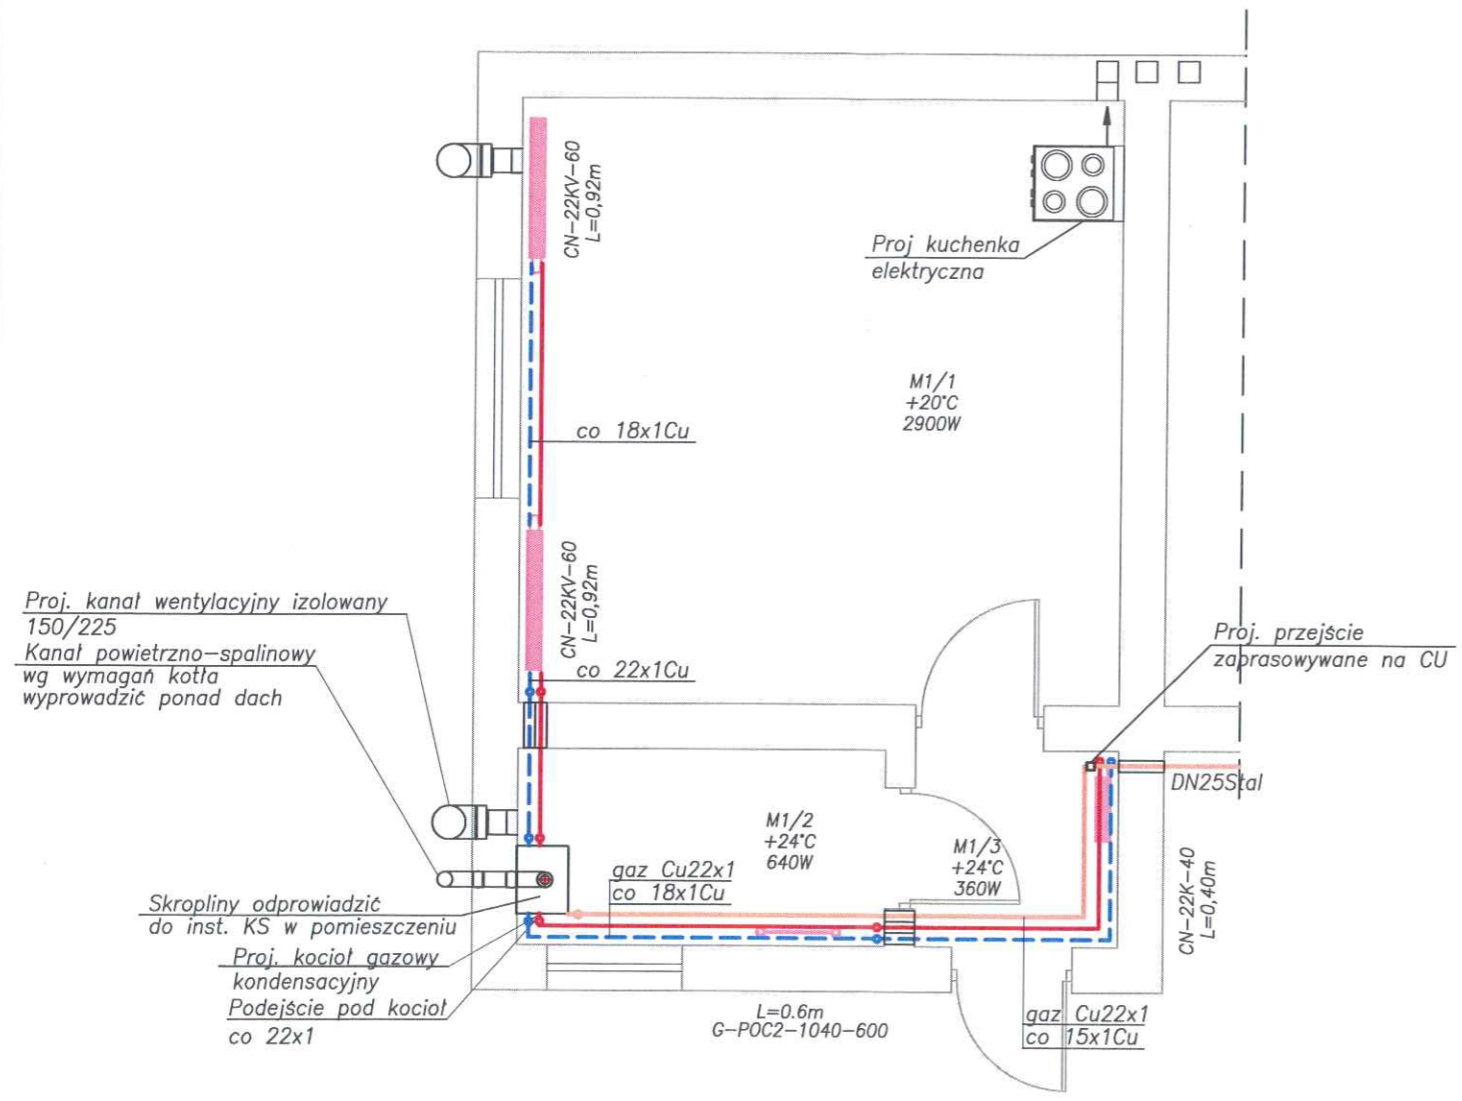 CN-22KV-60
L=0,92m
Proj kuchenka
elektryczna
M1/1
+20°C
2900W
co 18x1Cu
CN-22KV-60
L=0,92m
co 22x1Cu
Proj. kanał wentylacyjny izolowany
150/225
Kanał powietrzno-spalinowy
wg wymagań kotła
wyprowadzić ponad dach
Proj. przejście
zaprasowywane na CU
DN25Stal
M1/2
+24°C
640W
M1/3
+24°C
360W
gaz Cu22x1
co 18x1Cu
CN-22K-40
L=0,40m
Skropliny odprowiadzić
do inst. KS w pomieszczeniu
Proj. kocioł gazowy
kondensacyjny
Podejście pod kocioł
co 22x1
L=0.6m
G-POC2-1040-600
gaz Cu22x1
co 15x1Cu